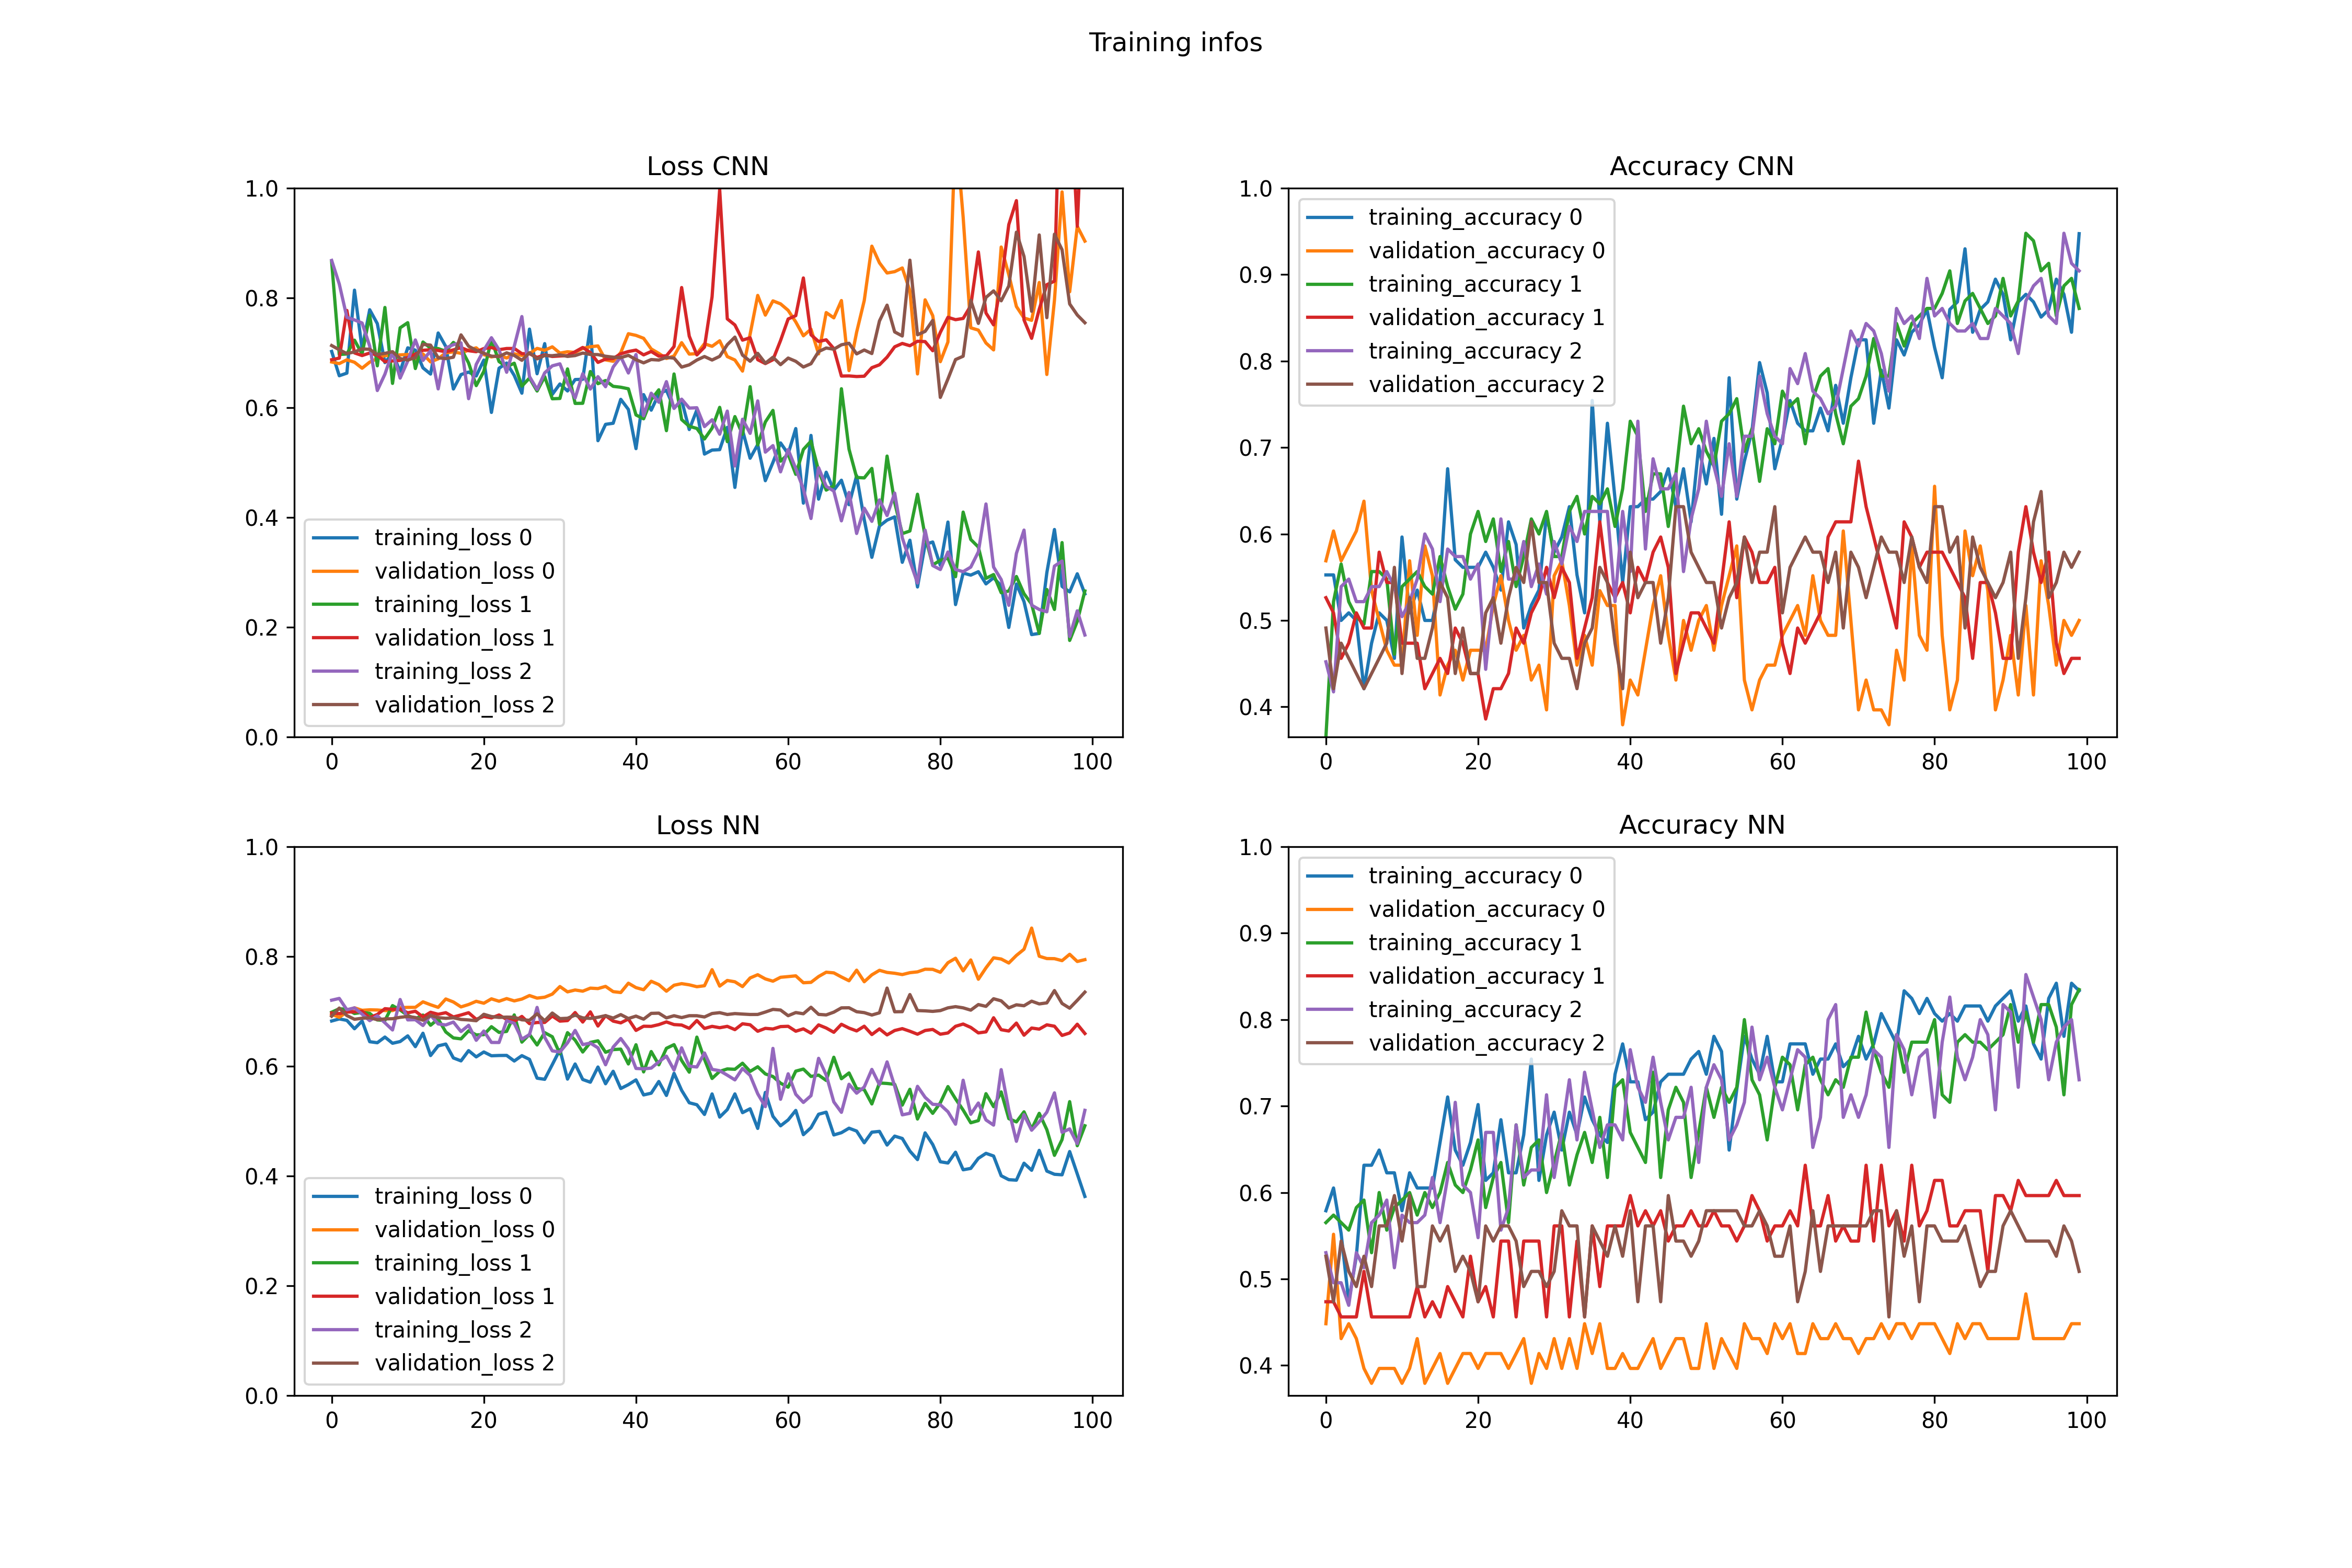 Training infos
Loss CNN
1.0
0.8
0.6
0.4
0.2
0.0
training_loss 0
validation_loss 0
training_loss 1
validation_loss 1
training_loss 2
validation_loss 2
0 20 40 60 80 100
Accuracy CNN
1.0
0.9
0.8
0.7
0.6
0.5
0.4
training_accuracy 0
validation_accuracy 0
training_accuracy 1
validation_accuracy 1
training_accuracy 2
validation_accuracy 2
0 20 40 60 80 100
Loss NN
1.0
0.8
0.6
0.4
0.2
0.0
training_loss 0
validation_loss 0
training_loss 1
validation_loss 1
training_loss 2
validation_loss 2
0 20 40 60 80 100
Accuracy NN
1.0
0.9
0.8
0.7
0.6
0.5
0.4
training_accuracy 0
validation_accuracy 0
training_accuracy 1
validation_accuracy 1
training_accuracy 2
validation_accuracy 2
0 20 40 60 80 100